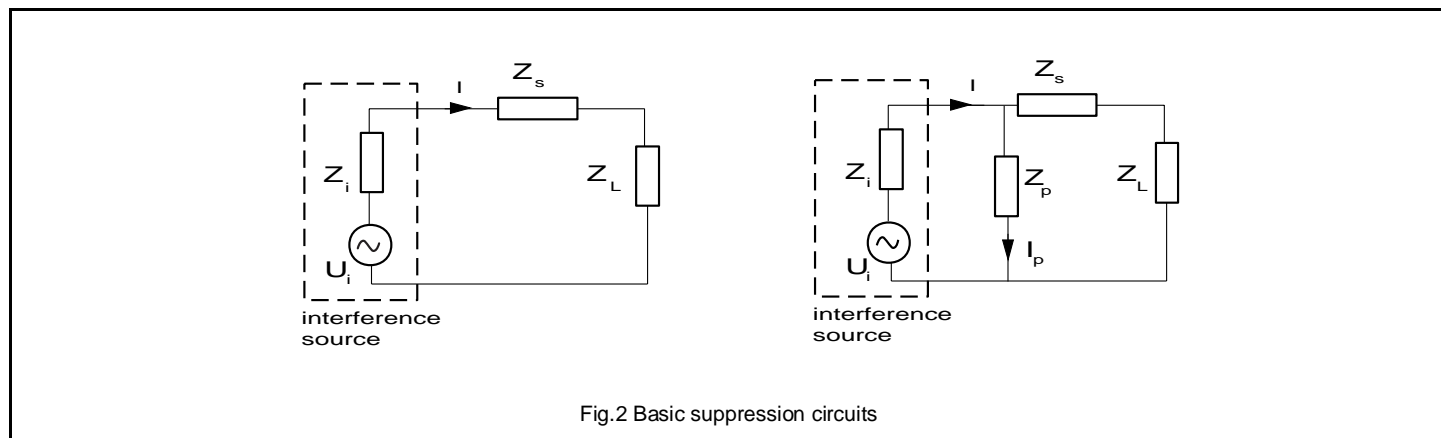 I
Z_s
Z_i
Z_L
U_i
interference
source
I
Z_s
Z_i
Z_p
Z_L
I_p
U_i
interference
source
Fig.2 Basic suppression circuits